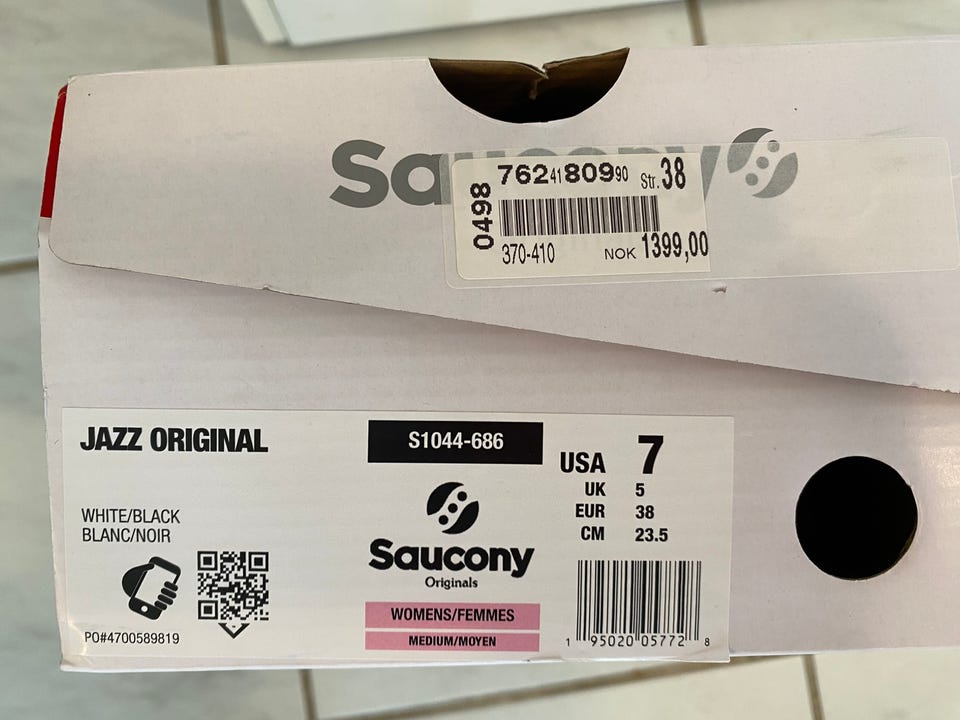 Saucony
7624180990 Str.38
0498
370-410 NOK 1399,00
JAZZ ORIGINAL
WHITE/BLACK
BLANC/NOIR
PO#4700589819
S1044-686
Saucony
Originals
WOMENS/FEMMES
MEDIUM/MOYEN
USA 7
UK 5
EUR 38
CM 23.5
1 95020 05772 8